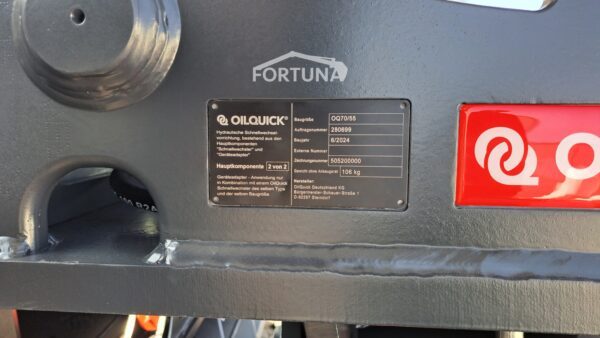 FORTUNA
OILQUICK®
Hydraulische Schnellwechsel-
vorrichtung, bestehend aus den
Hauptkomponenten
"Schnellwechsler" und
"Geräteadapter"
Hauptkomponente 2 von 2
Geräteadapter - Anwendung nur
in Kombination mit einem OilQuick
Schnellwechsler des selben Typs
und der selben Baugröße
Baugröße OQ70/55
Auftragsnummer 280699
Baujahr 6/2024
Externe Nummer
Zeichnungsnummer 505200000
Gewicht ohne Anbaugerät 106 kg
Hersteller:
OilQuick Deutschland KG
Bürgermeister-Schauer-Straße 1
D-82297 Steindorf